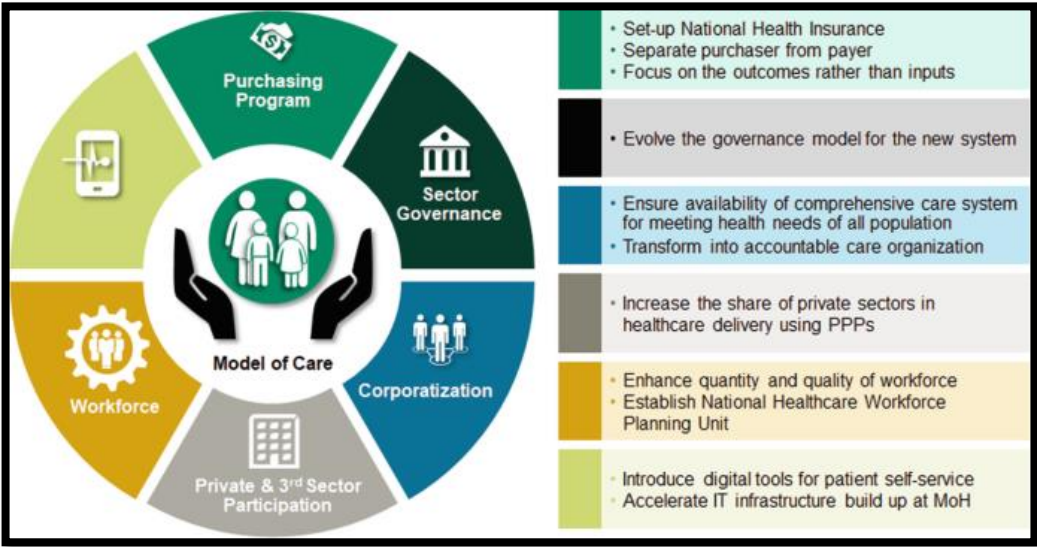 Purchasing
Program
Sector
Governance
Corporatization
Private & 3rd Sector
Participation
Workforce
Model of Care
• Set-up National Health Insurance
• Separate purchaser from payer
• Focus on the outcomes rather than inputs
• Evolve the governance model for the new system
• Ensure availability of comprehensive care system
for meeting health needs of all population
• Transform into accountable care organization
• Increase the share of private sectors in
healthcare delivery using PPPs
• Enhance quantity and quality of workforce
• Establish National Healthcare Workforce
Planning Unit
• Introduce digital tools for patient self-service
• Accelerate IT infrastructure build up at MoH